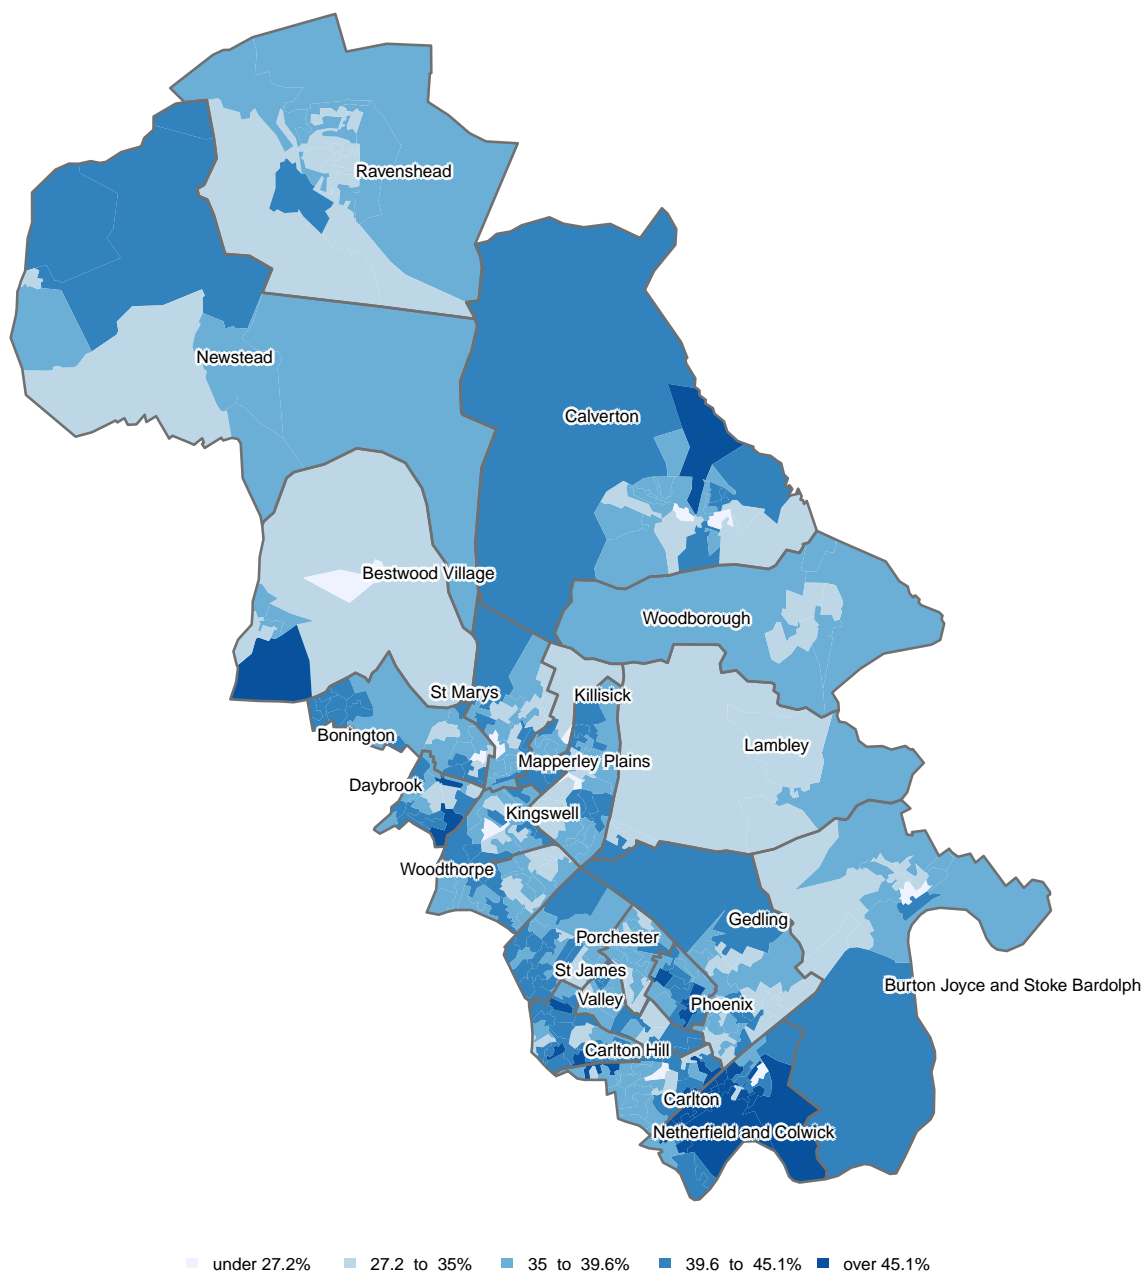 Ravenshead
Newstead
Calverton
Bestwood Village
Woodborough
St Marys
Killisick
Bonington
Lambley
Mapperley Plains
Daybrook
Kingswell
Woodthorpe
Gedling
Porchester
St James
Burton Joyce and Stoke Bardolph
Valley
Phoenix
Carlton Hill
Carlton
Netherfield and Colwick
under 27.2%
27.2 to 35%
35 to 39.6%
39.6 to 45.1%
over 45.1%